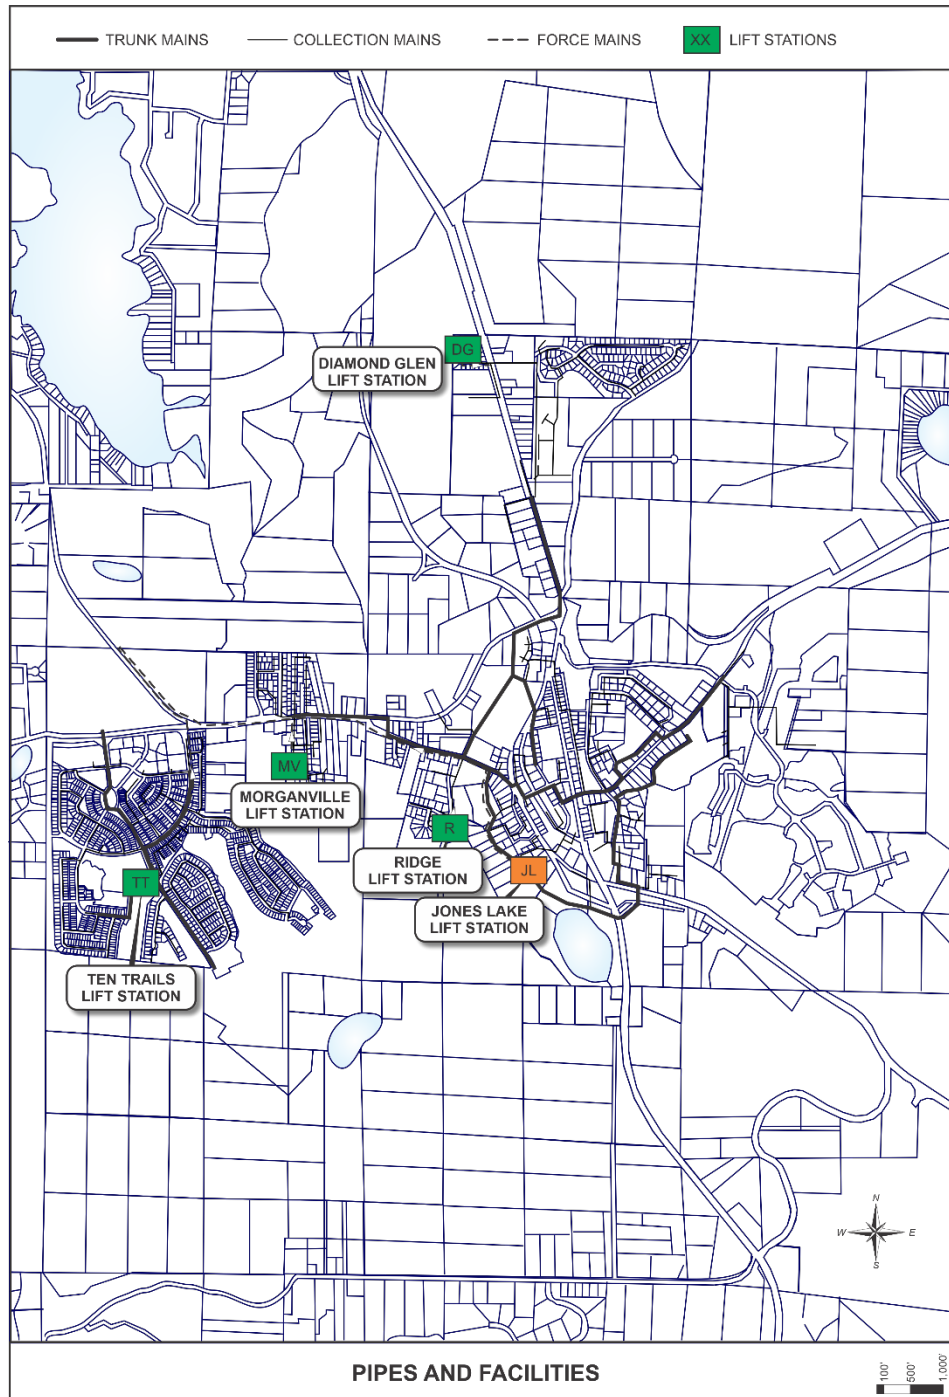 TRUNK MAINS
COLLECTION MAINS
FORCE MAINS
XX
LIFT STATIONS
DG
DIAMOND GLEN
LIFT STATION
MV
MORGANVILLE
LIFT STATION
R
RIDGE
LIFT STATION
JL
JONES LAKE
LIFT STATION
TT
TEN TRAILS
LIFT STATION
N
W
E
S
PIPES AND FACILITIES
100'
500'
1,000'